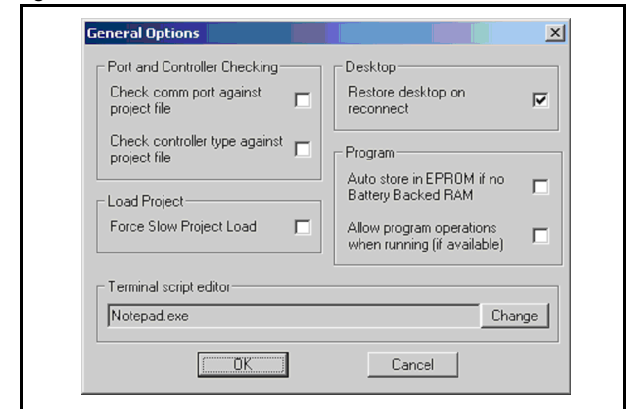 General Options
Port and Controller Checking
Check comm port against
project file
Check controller type against
project file
Load Project
Force Slow Project Load
Desktop
Restore desktop on
reconnect
Program
Auto store in EPROM if no
Battery Backed RAM
Allow program operations
when running (if available)
Terminal script editor
Notepad.exe
Change
OK
Cancel